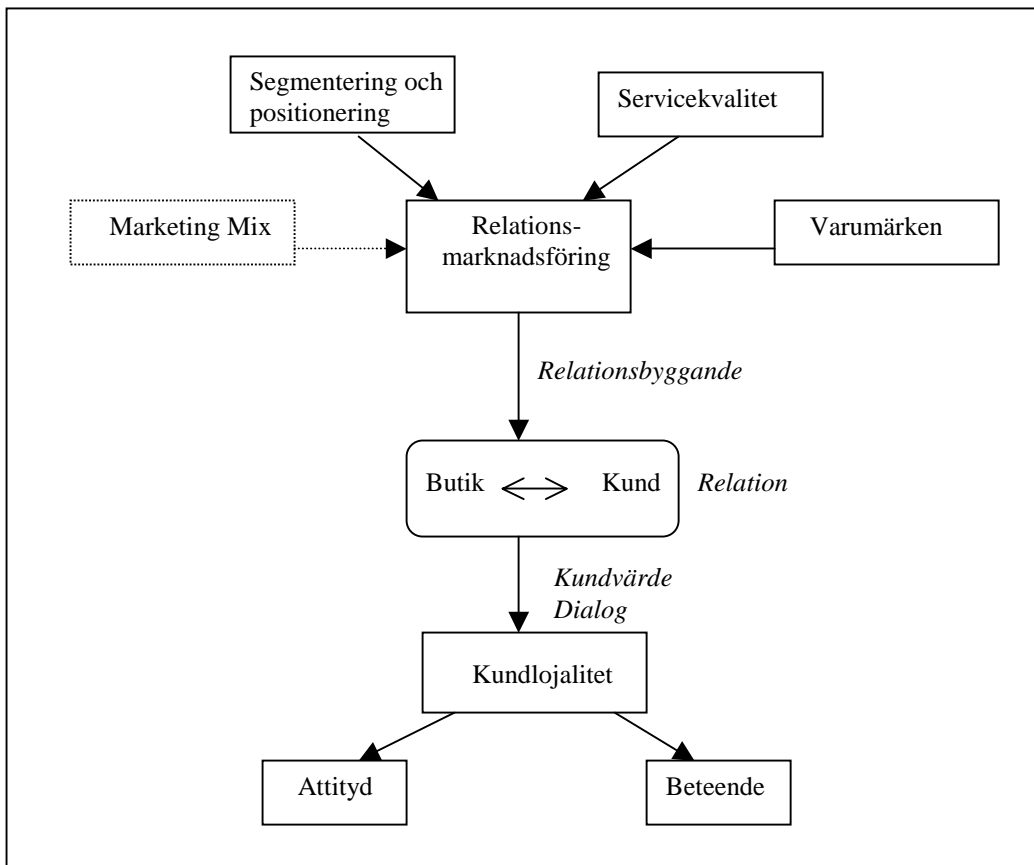 Segmentering och
positionering
Servicekvalitet
Marketing Mix
Relations-
marknadsföring
Varumärken
Relationsbyggande
Butik
Kund
Relation
Kundvärde
Dialog
Kundlojalitet
Attityd
Beteende